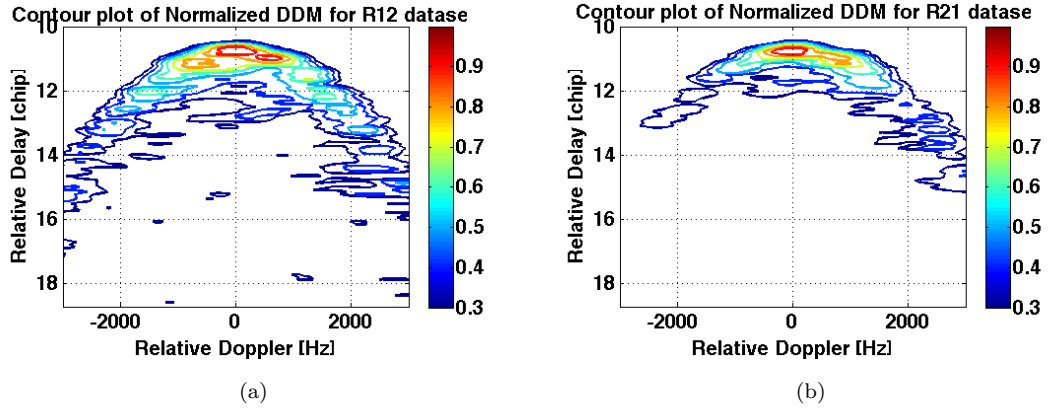 Contour plot of Normalized DDM for R12 datase
10
12
14
16
18
Relative Delay [chip]
-2000 0 2000
Relative Doppler [Hz]
0.9
0.8
0.7
0.6
0.5
0.4
0.3
(a)
Contour plot of Normalized DDM for R21 datase
10
12
14
16
18
Relative Delay [chip]
-2000 0 2000
Relative Doppler [Hz]
0.9
0.8
0.7
0.6
0.5
0.4
0.3
(b)